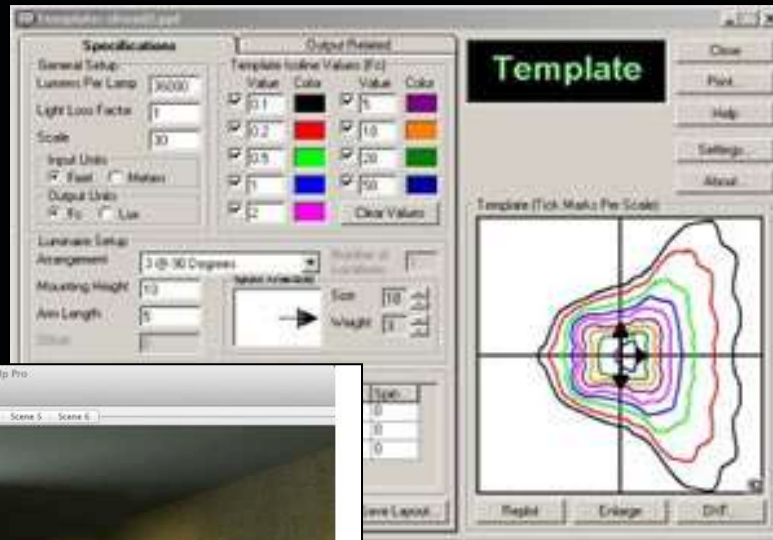 Specifications
Output Related
General Setup
Lumens Per Lamp 36000
Light Loss Factor 1
Scale 30
Input Units
Feet Meters
Output Units
Fc Lux
Template Isoline Values (Fc)
Value Color Value Color
0.1 5
0.2 10
0.5 20
1 50
2 Clear Values
Luminaire Setup
Arrangement 3 @ 90 Degrees
Mounting Height 10
Arm Length 5
Size 10
Weight 3
Spin
0
0
0
Save Layout
Template
Close
Print
Help
Settings...
About...
Template (Tick Marks Per Scale)
Replot Enlarge DXF...
Pro
Scene 5 Scene 6